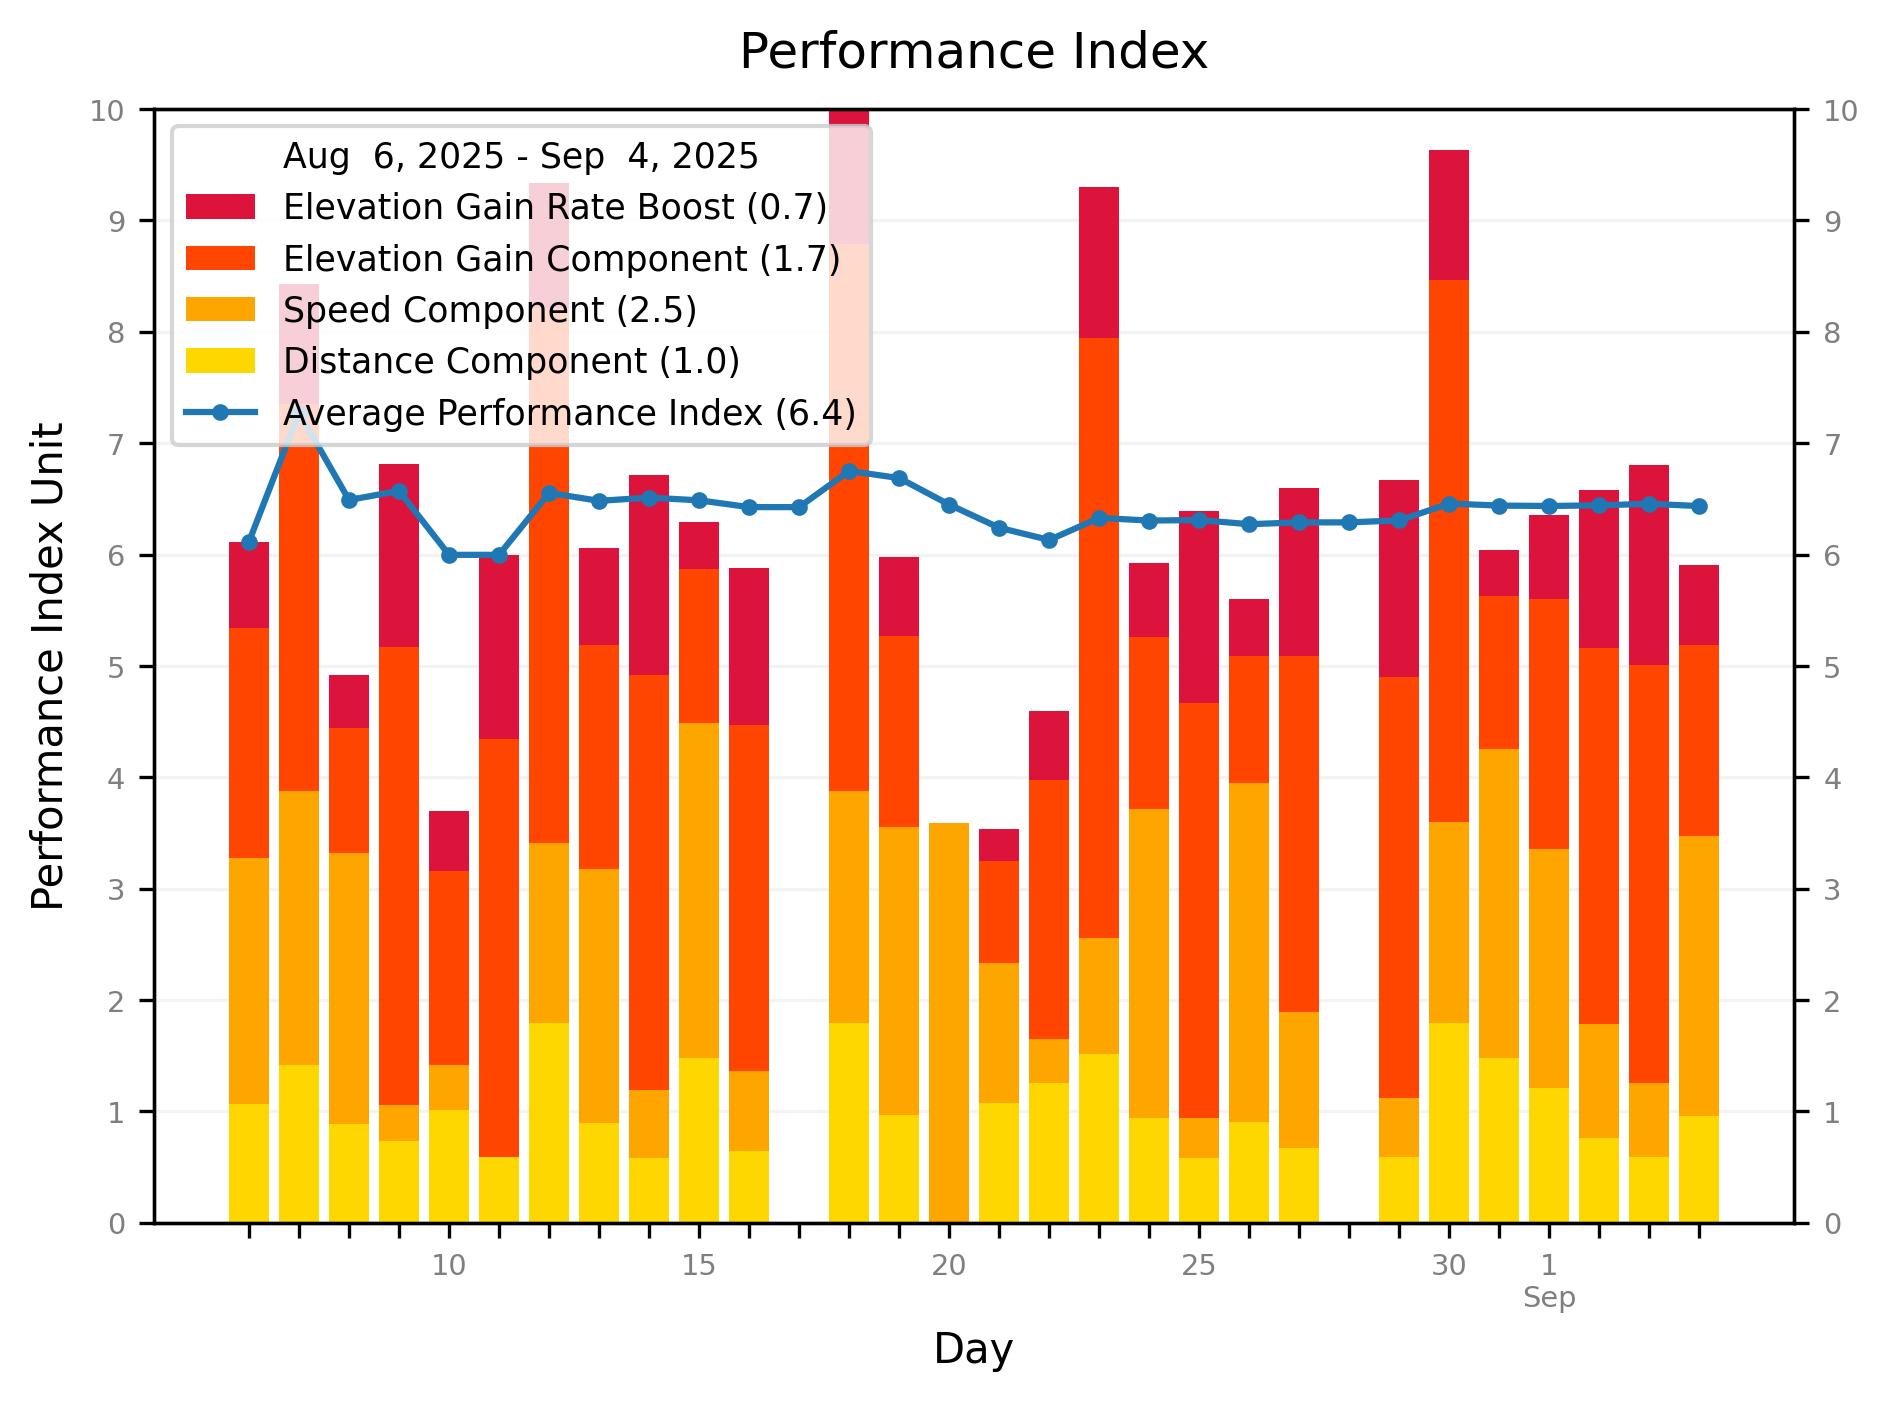 Performance Index
Aug  6, 2025 - Sep  4, 2025
Elevation Gain Rate Boost (0.7)
Elevation Gain Component (1.7)
Speed Component (2.5)
Distance Component (1.0)
Average Performance Index (6.4)
Performance Index Unit
10
9
8
7
6
5
4
3
2
1
0
10
9
8
7
6
5
4
3
2
1
0
10 15 20 25 30 1
Sep
Day